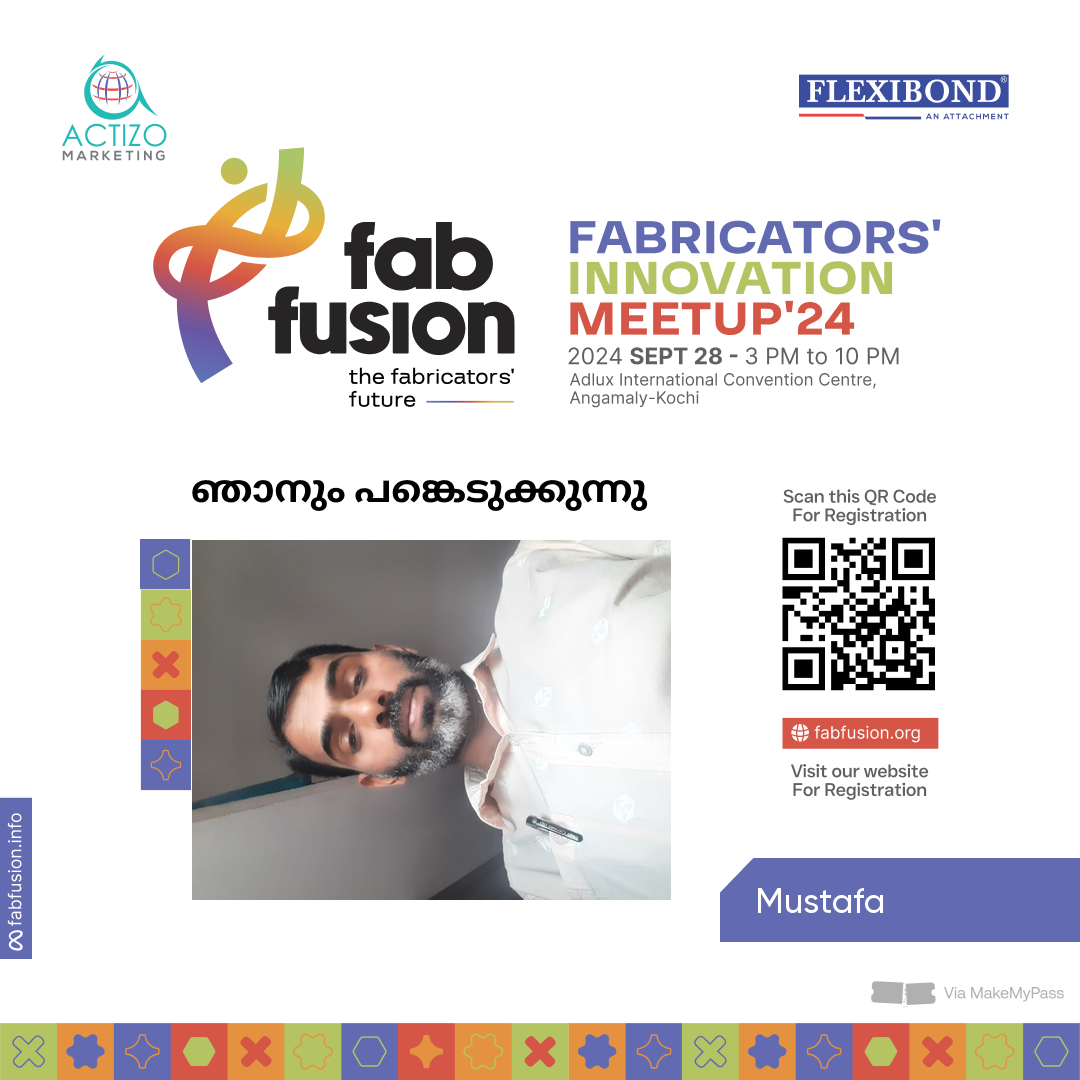 ACTIZO
MARKETING
FLEXIBOND®
AN ATTACHMENT
fab
fusion
the fabricators'
future
FABRICATORS'
INNOVATION
MEETUP'24
2024 SEPT 28 - 3 PM to 10 PM
Adlux International Convention Centre,
Angamaly-Kochi
ഞാനും പങ്കെടുക്കുന്നു
Scan this QR Code
For Registration
fabfusion.org
Visit our website
For Registration
fabfusion.info
Mustafa
Via MakeMyPass